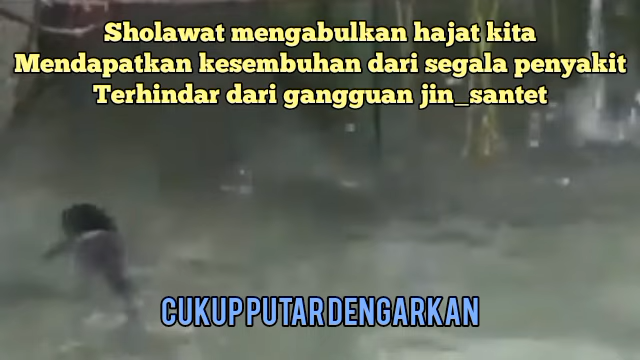 Sholawat mengabulkan hajat kita
Mendapatkan kesembuhan dari segala penyakit
Terhindar dari gangguan jin_santet
CUKUP PUTAR DENGARKAN